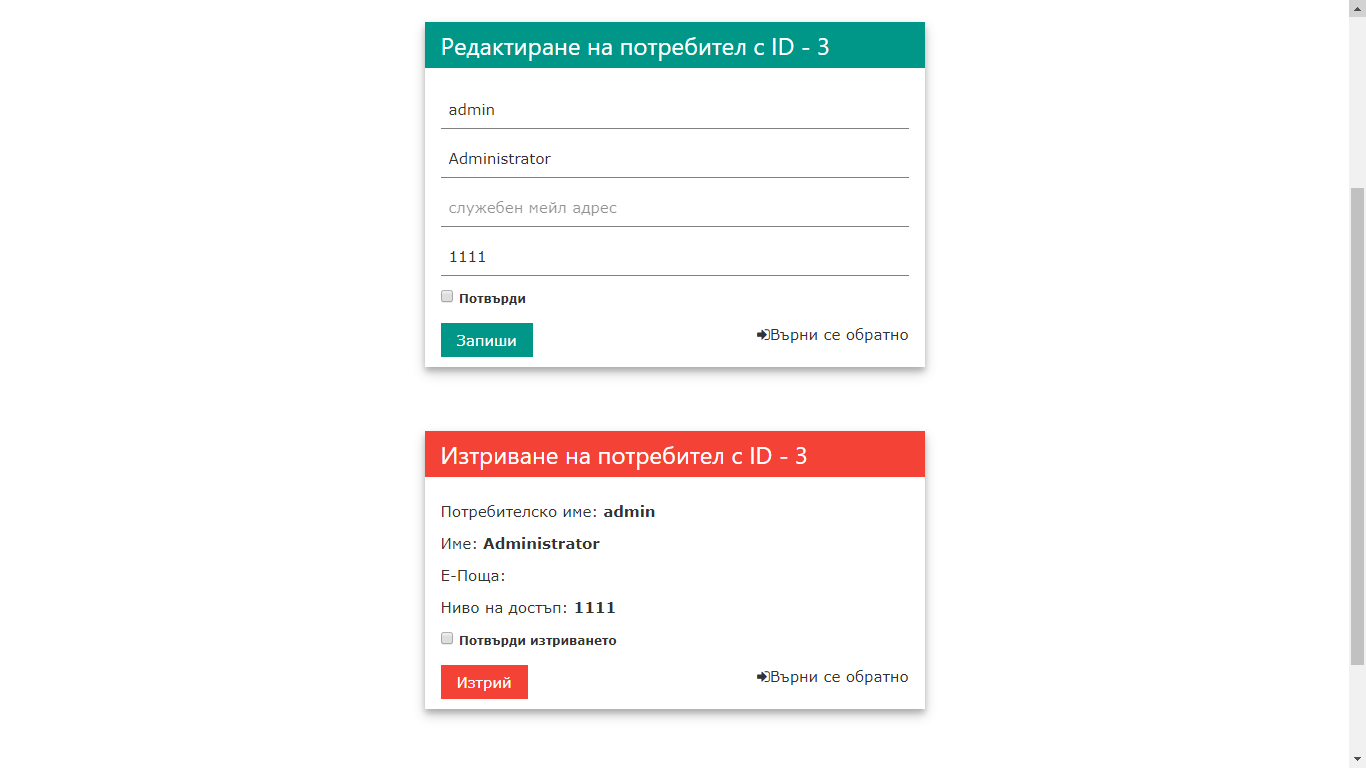 Редактиране на потребител с ID - 3
admin
Administrator
служебен мейл адрес
1111
Потвърди
Запиши
Върни се обратно
Изтриване на потребител с ID - 3
Потребителско име: admin
Име: Administrator
Е-Поща:
Ниво на достъп: 1111
Потвърди изтриването
Изтрий
Върни се обратно